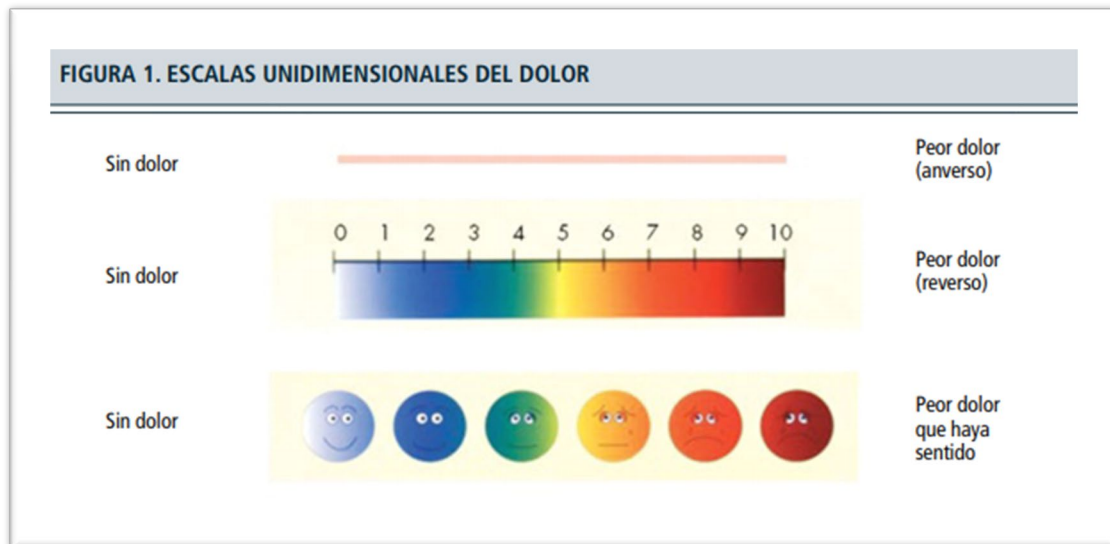 FIGURA 1. ESCALAS UNIDIMENSIONALES DEL DOLOR
Sin dolor
Peor dolor
(anverso)
0 1 2 3 4 5 6 7 8 9 10
Sin dolor
Peor dolor
(reverso)
Sin dolor
Peor dolor
que haya
sentido